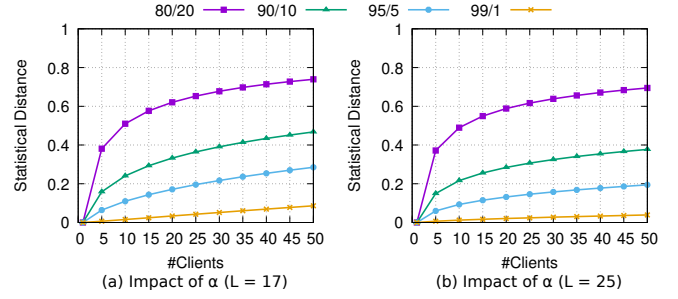 80/20 90/10 95/5 99/1
1 1
0.8 0.8
0.6 0.6
0.4 0.4
0.2 0.2
0 0
Statistical Distance Statistical Distance
0 5 10 15 20 25 30 35 40 45 50 0 5 10 15 20 25 30 35 40 45 50
#Clients #Clients
(a) Impact of α (L = 17) (b) Impact of α (L = 25)